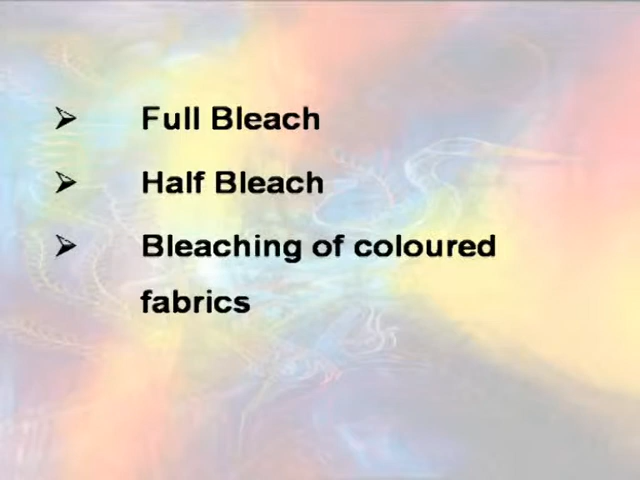 ➢ Full Bleach
➢ Half Bleach
➢ Bleaching of coloured
fabrics